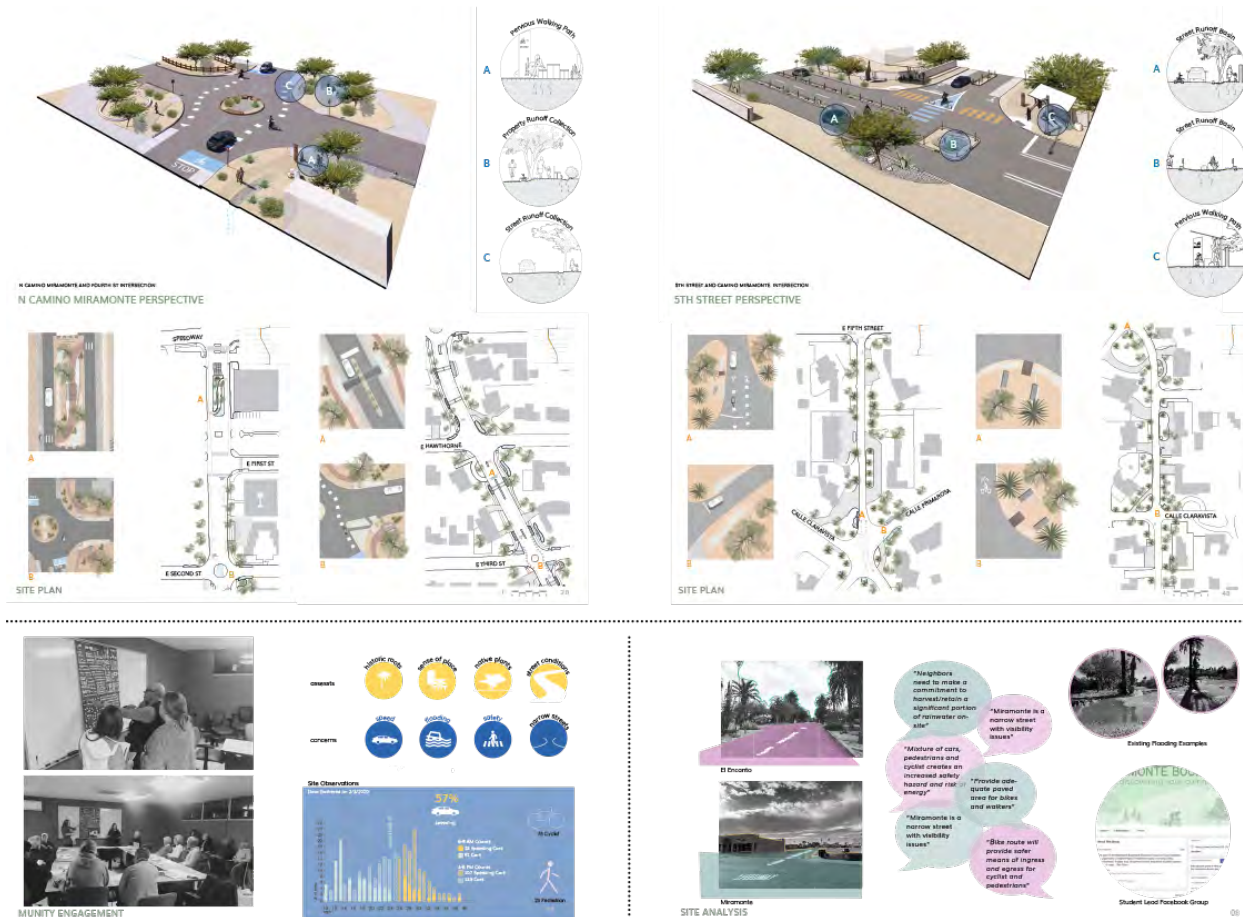 Pervious Walking Path
A
Property Runoff Collection
B
Street Runoff Collection
C
C
B
A
STOP
N CAMINO MIRAMONTE AND FOURTH ST INTERSECTION
N CAMINO MIRAMONTE PERSPECTIVE
Street Runoff Basin
A
Street Runoff Basin
B
Pervious Walking Path
C
A
B
C
5TH STREET AND CAMINO MIRAMONTE INTERSECTION
5TH STREET PERSPECTIVE
SPEEDWAY
A
E FIRST ST
E SECOND ST
B
A
B
A
B
E HAWTHORNE
A
E THIRD ST
B
SITE PLAN
E FIFTH STREET
A
B
CALLE CLARAVISTA
A
B
A
B
A
B
CALLE CLARAVISTA
SITE PLAN
MUNITY ENGAGEMENT
assests
historic roots
sense of place
native plants
street conditions
concerns
speed
flooding
safety
narrow streets
Site Observations
57%
speeding
El Encanto
Miramonte
SITE ANALYSIS
"Neighbors
need to make a
commitment to
harvest/retain a
significant portion
of rainwater on-
site"
"Miramonte is a
narrow street
with visibility
issues"
"Mixture of cars,
pedestrians and
cyclist creates an
increased safety
hazard and risk of
energy"
"Provide ade-
quate paved
area for bikes
and walkers"
"Miramonte is a
narrow street
with visibility
issues"
"Bike route will
provide safer
means of ingress
and egress for
cyclist and
pedestrians"
Existing Flooding Examples
Student Lead Facebook Group